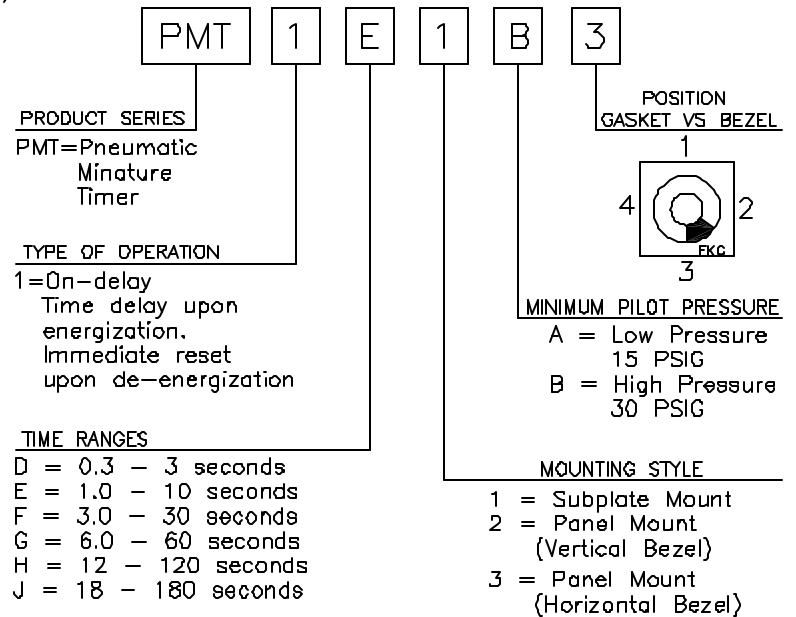 PMT 1 E 1 B 3
PRODUCT SERIES
PMT=Pneumatic
Minature
Timer
TYPE OF OPERATION
1=On-delay
Time delay upon
energization.
Immediate reset
upon de-energization
TIME RANGES
D = 0.3 - 3 seconds
E = 1.0 - 10 seconds
F = 3.0 - 30 seconds
G = 6.0 - 60 seconds
H = 12 - 120 seconds
J = 18 - 180 seconds
POSITION
GASKET VS BEZEL
1
4
2
FKG
3
MINIMUM PILOT PRESSURE
A = Low Pressure
15 PSIG
B = High Pressure
30 PSIG
MOUNTING STYLE
1 = Subplate Mount
2 = Panel Mount
(Vertical Bezel)
3 = Panel Mount
(Horizontal Bezel)